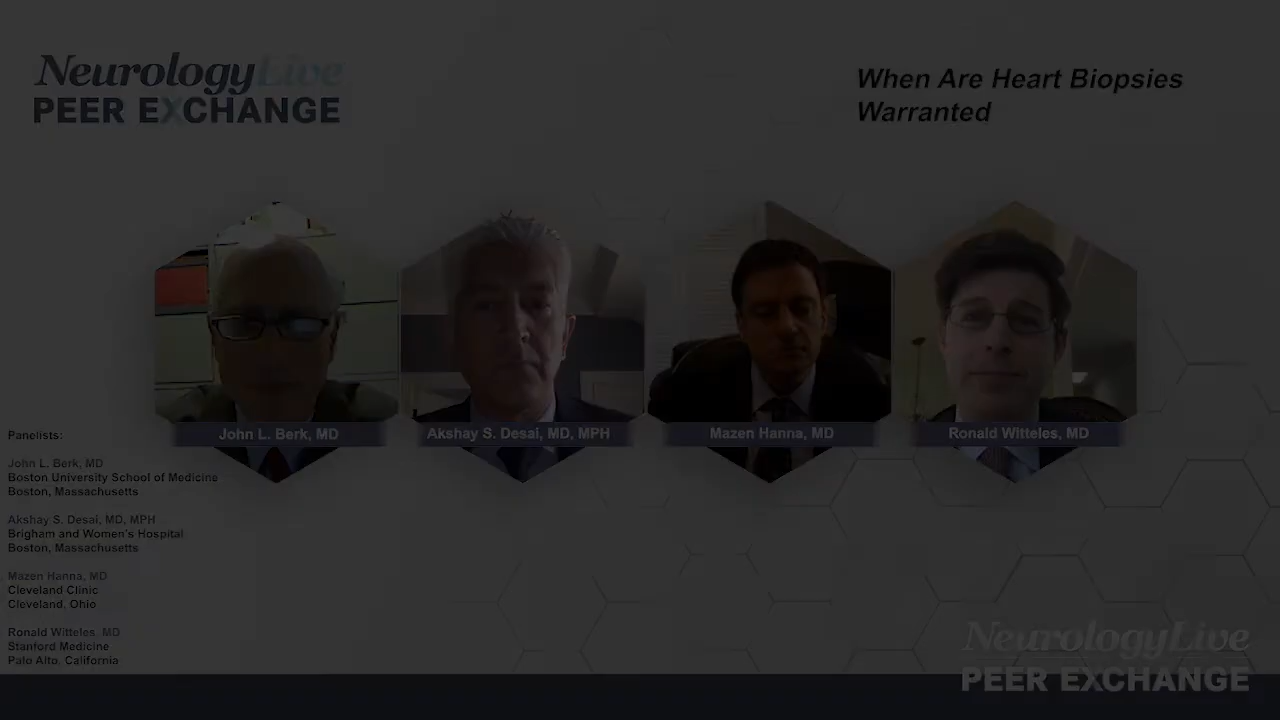 NeurologyLive
PEER EXCHANGE
When Are Heart Biopsies
Warranted
John L. Berk, MD
Akshay S. Desai, MD, MPH
Mazen Hanna, MD
Ronald Witteles, MD
Panelists:
John L. Berk, MD
Boston University School of Medicine
Boston, Massachusetts
Akshay S. Desai, MD, MPH
Brigham and Women's Hospital
Boston, Massachusetts
Mazen Hanna, MD
Cleveland Clinic
Cleveland, Ohio
Ronald Witteles, MD
Stanford Medicine
Palo Alto, California
NeurologyLive
PEER EXCHANGE